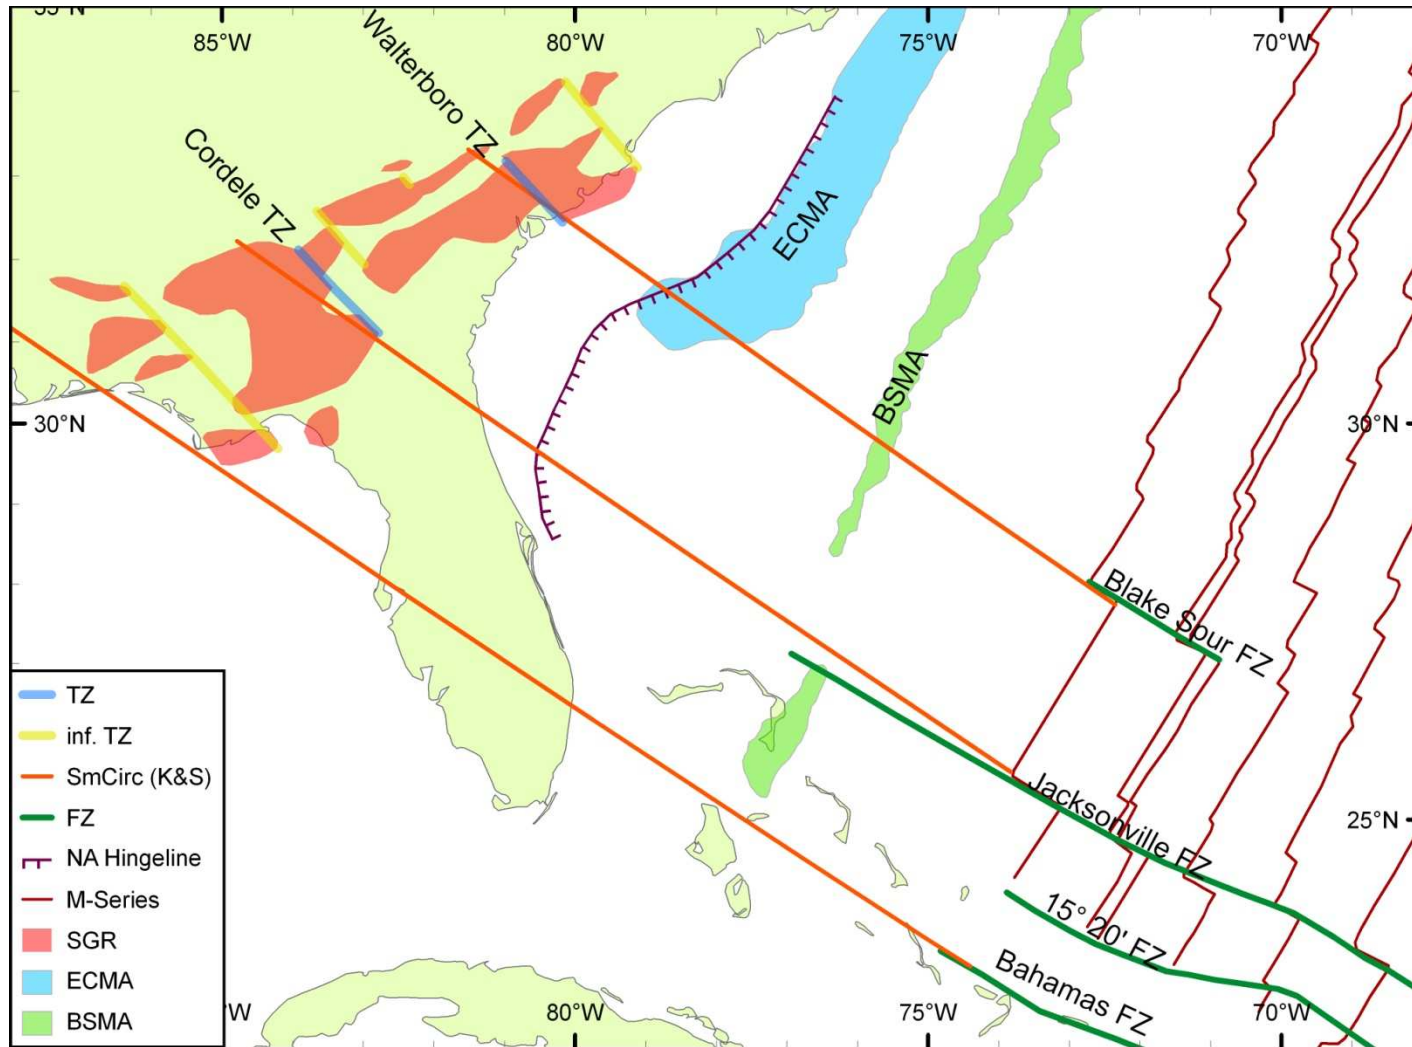 35°N
85°W
80°W
75°W
70°W
Walterboro TZ
Cordele TZ
ECMA
BSMA
30°N
30°N
Blake Spur FZ
Jacksonville FZ
25°N
15° 20' FZ
Bahamas FZ
TZ
inf. TZ
SmCirc (K&S)
FZ
NA Hingeline
M-Series
SGR
ECMA
BSMA
°W
80°W
75°W
70°W